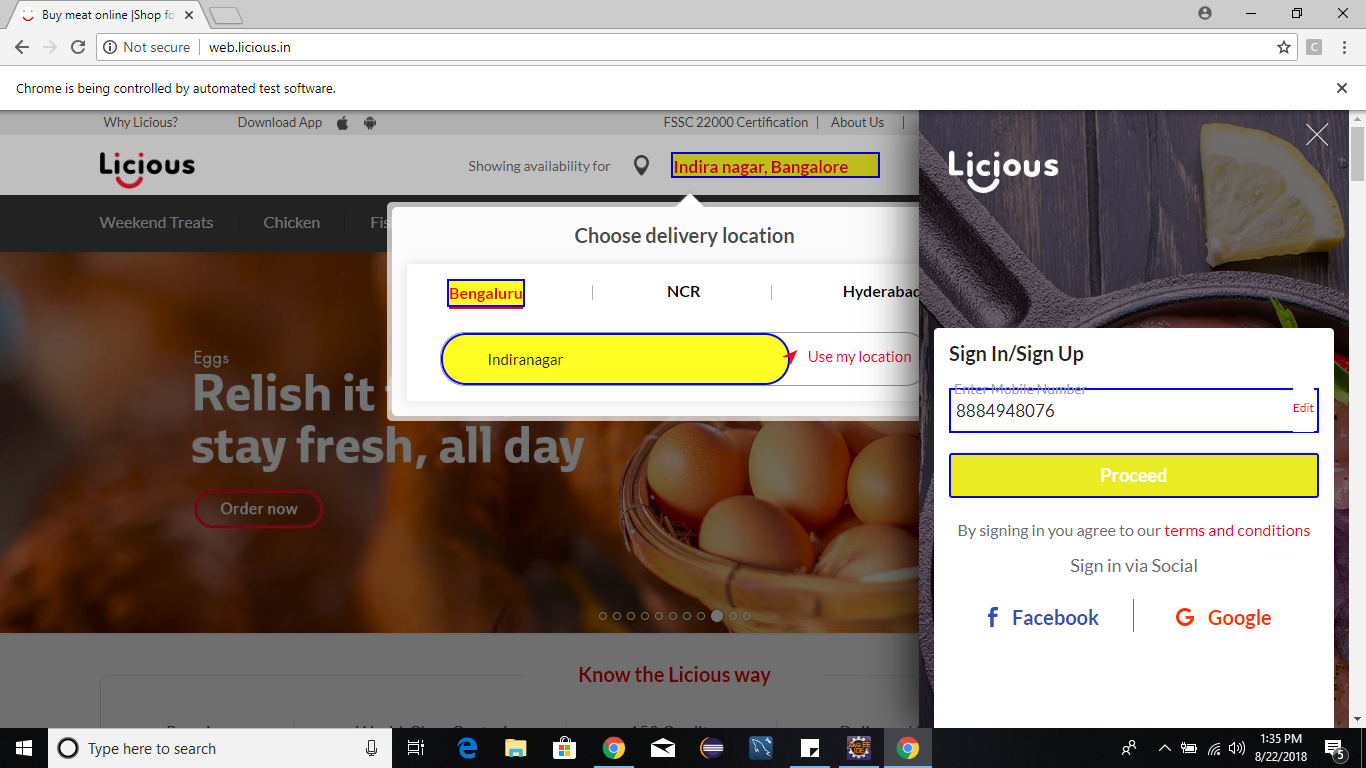 Buy meat online |Shop fo
Not secure
web.licious.in
C
Chrome is being controlled by automated test software.
Why Licious?
Download App
FSSC 22000 Certification
About Us
Licious
Showing availability for
Indira nagar, Bangalore
Weekend Treats
Chicken
Fis
Choose delivery location
Bengaluru
NCR
Hyderabad
Indiranagar
Use my location
Eggs
Relish it f
stay fresh, all day
Order now
Know the Licious way
Licious
Sign In/Sign Up
Enter Mobile Number
8884948076
Edit
Proceed
By signing in you agree to our terms and conditions
Sign in via Social
Facebook
Google
Type here to search
1:35 PM
8/22/2018
5